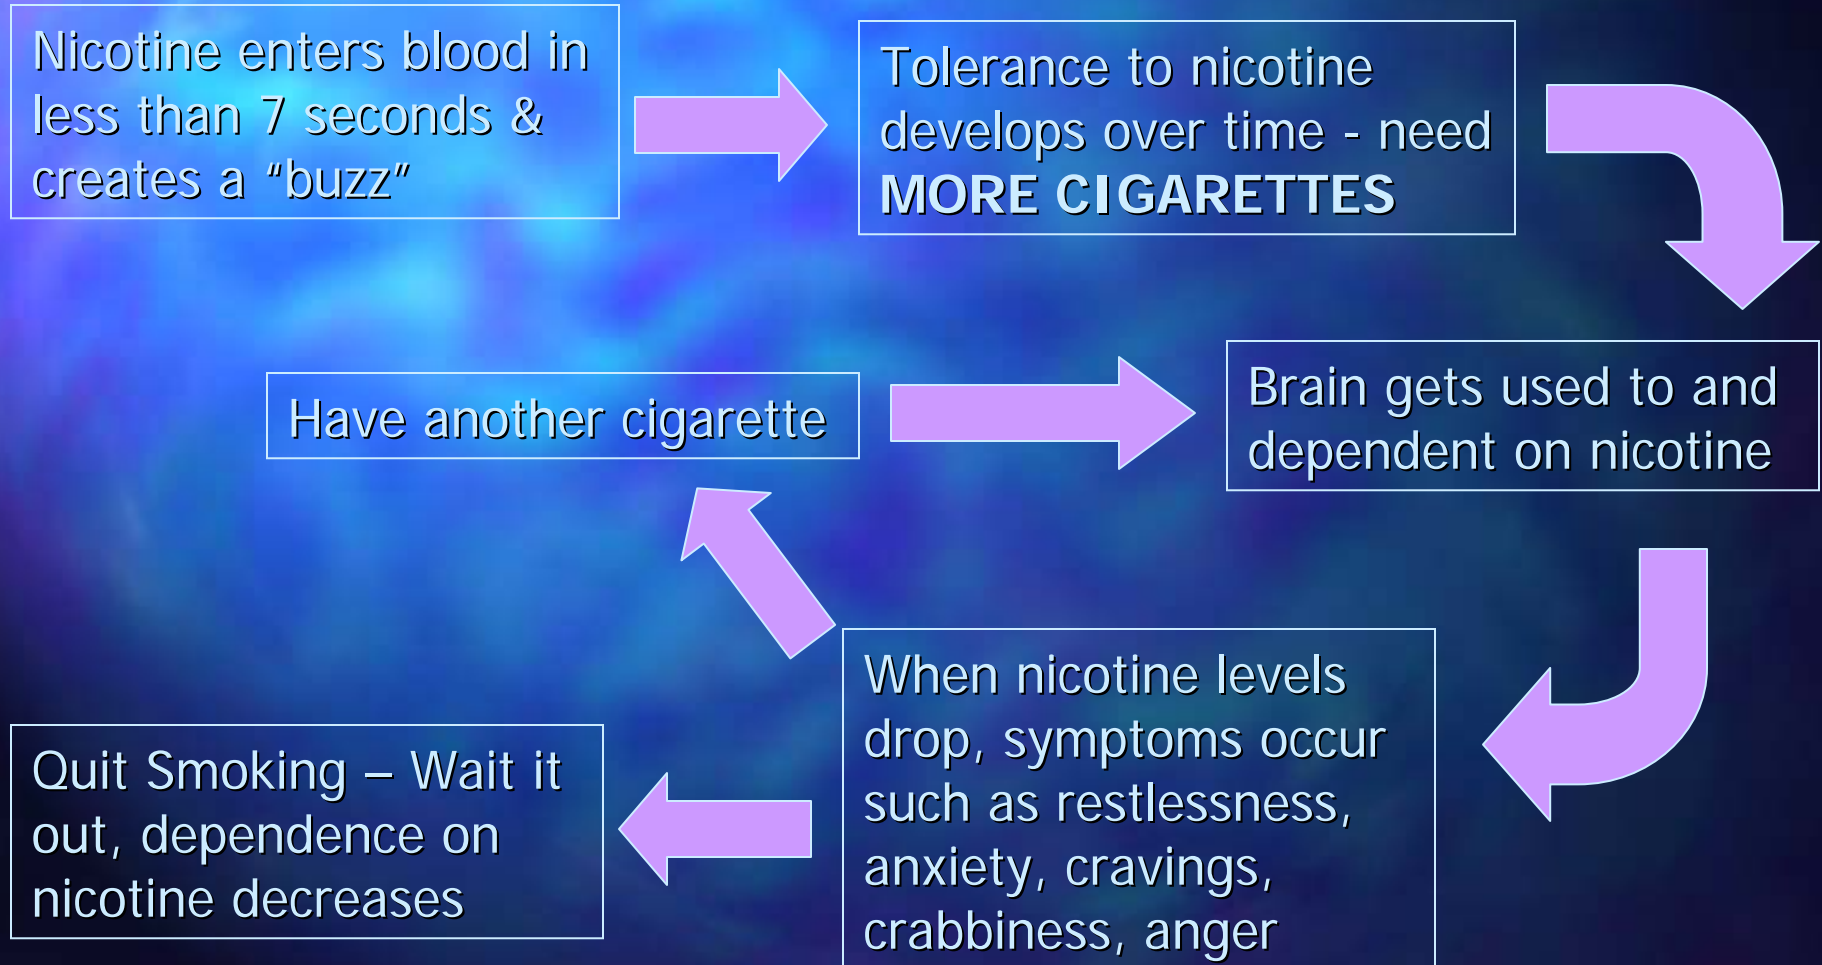 Nicotine enters blood in
less than 7 seconds &
creates a “buzz”
Tolerance to nicotine
develops over time - need
MORE CIGARETTES
Have another cigarette
Brain gets used to and
dependent on nicotine
When nicotine levels
drop, symptoms occur
such as restlessness,
anxiety, cravings,
crabbiness, anger
Quit Smoking – Wait it
out, dependence on
nicotine decreases